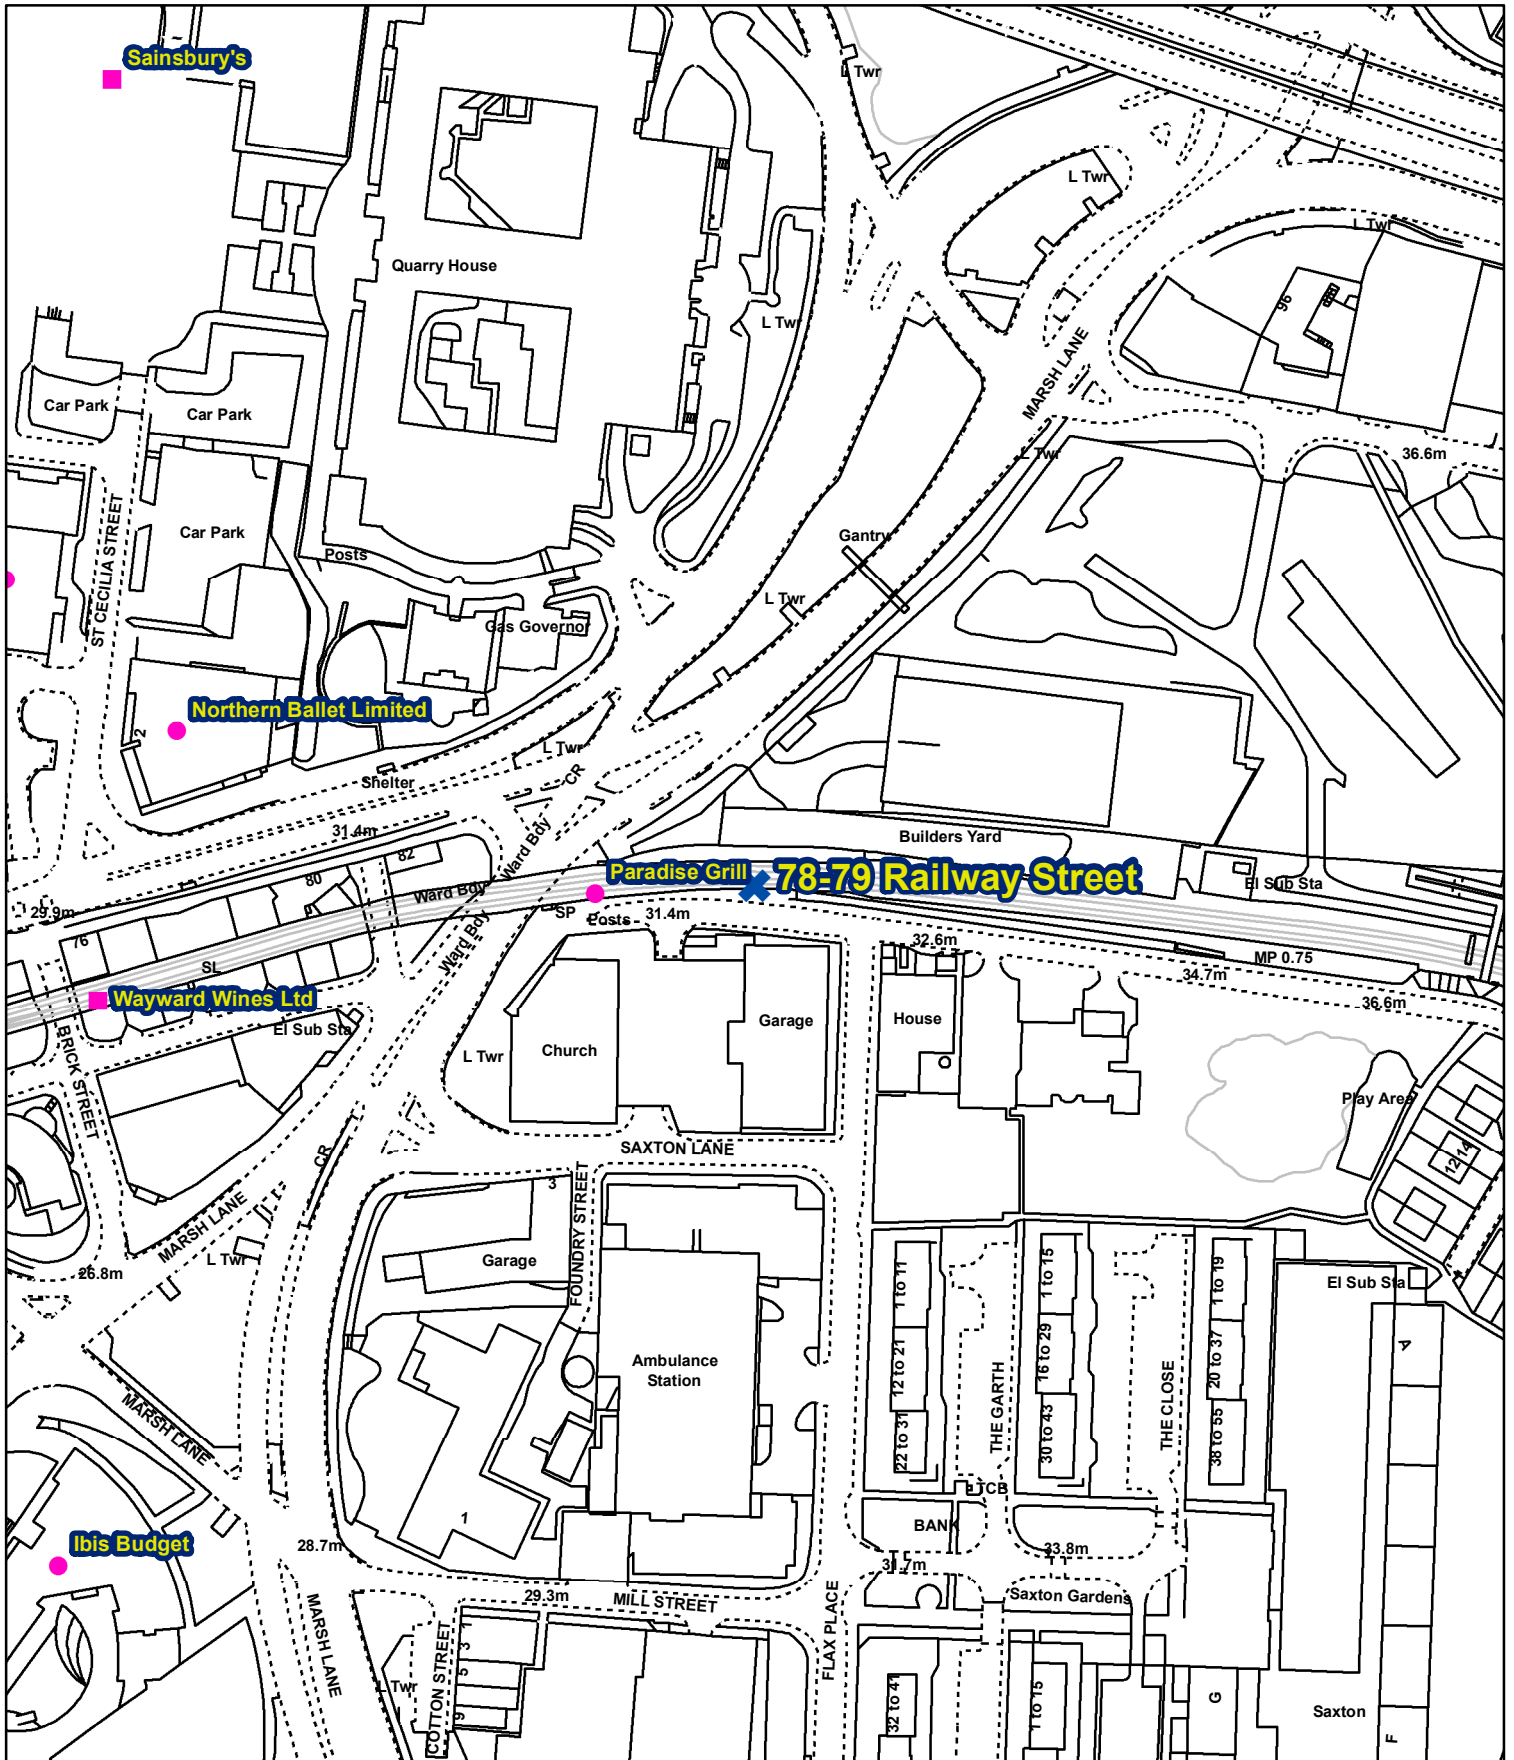 Sainsbury's
L Twr
L Twr
L Twr
Quarry House
96
L Twr
MARSH LANE
Car Park
Car Park
L Twr
36.6m
ST CECILIA STREET
Car Park
Gantry
Posts
L Twr
Gas Governor
Northern Ballet Limited
2
L Twr
CR
Shelter
31.4m
Ward Bdy
Builders Yard
82
80
Paradise Grill
78-79 Railway Street
El Sub Sta
Ward Bdy
29.9m
SP
Posts
31.4m
76
Ward Bdy
32.6m
MP 0.75
SL
34.7m
Wayward Wines Ltd
36.6m
El Sub Sta
Garage
House
BRICK STREET
L Twr
Church
Play Area
SAXTON LANE
CR
12
14
3
FOUNDRY STREET
MARSH LANE
L Twr
Garage
26.8m
1 to 11
1 to 15
1 to 19
El Sub Sta
Ambulance
Station
12 to 21
16 to 29
20 to 37
A
MARSH LANE
THE GARTH
THE CLOSE
22 to 31
30 to 43
38 to 55
TCB
1
BANK
Ibis Budget
28.7m
33.8m
31.7m
29.3m
MILL STREET
Saxton Gardens
MARSH LANE
FLAX PLACE
COTTON STREET
1
3
5
9
L Twr
32 to 41
1 to 15
G
Saxton
F